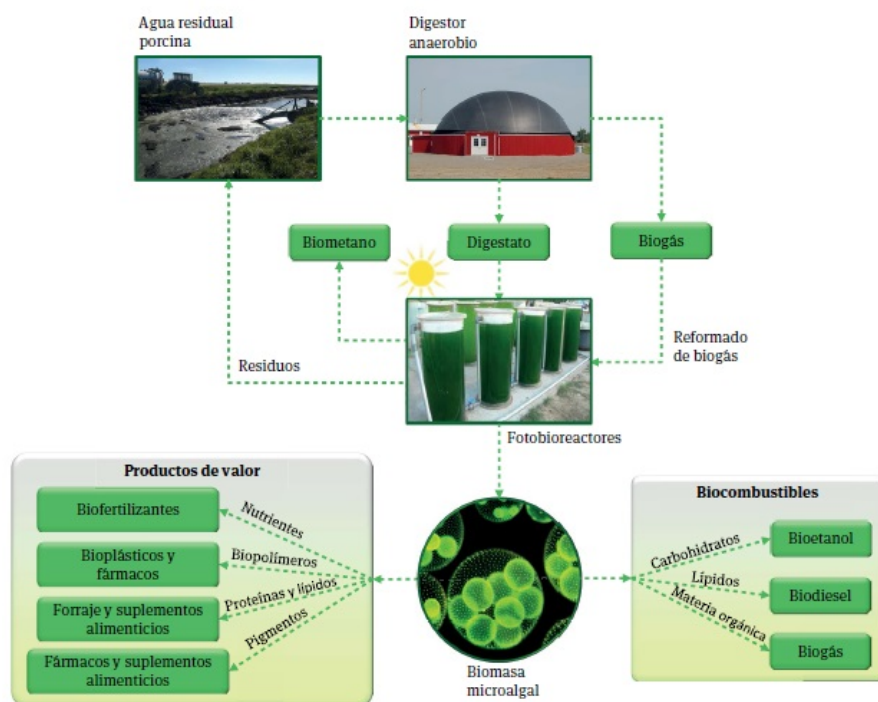 Agua residual
porcina
Digestor
anaerobio
Biometano
Digestato
Biogás
Reformado
de biogás
Residuos
Fotobioreactores
Productos de valor
Biofertilizantes
Nutrientes
Bioplásticos y
fármacos
Biopolímeros
Forraje y suplementos
alimenticios
Proteínas y lípidos
Fármacos y suplementos
alimenticios
Pigmentos
Biomasa
microalgal
Biocombustibles
Carbohidratos
Bioetanol
Lípidos
Biodiesel
Materia orgánica
Biogás